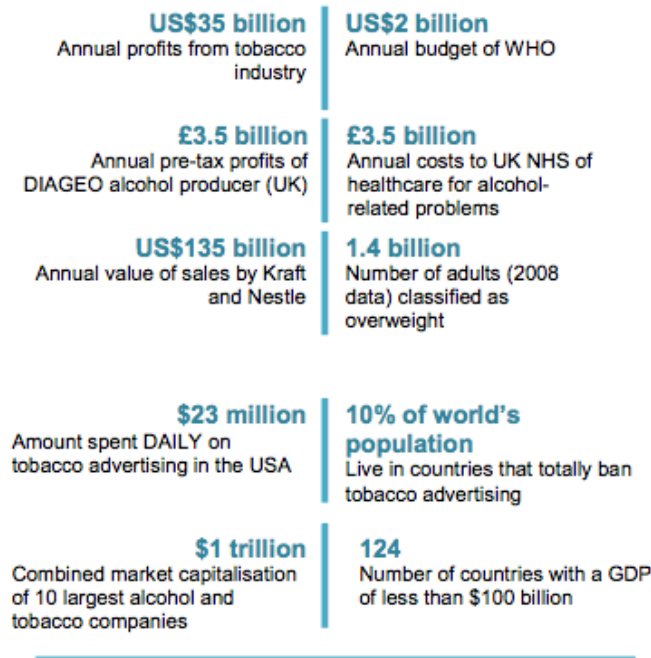 US$35 billion
Annual profits from tobacco
industry
US$2 billion
Annual budget of WHO
£3.5 billion
Annual pre-tax profits of
DIAGEO alcohol producer (UK)
£3.5 billion
Annual costs to UK NHS of
healthcare for alcohol-
related problems
US$135 billion
Annual value of sales by Kraft
and Nestle
1.4 billion
Number of adults (2008
data) classified as
overweight
$23 million
Amount spent DAILY on
tobacco advertising in the USA
10% of world's
population
Live in countries that totally ban
tobacco advertising
$1 trillion
Combined market capitalisation
of 10 largest alcohol and
tobacco companies
124
Number of countries with a GDP
of less than $100 billion